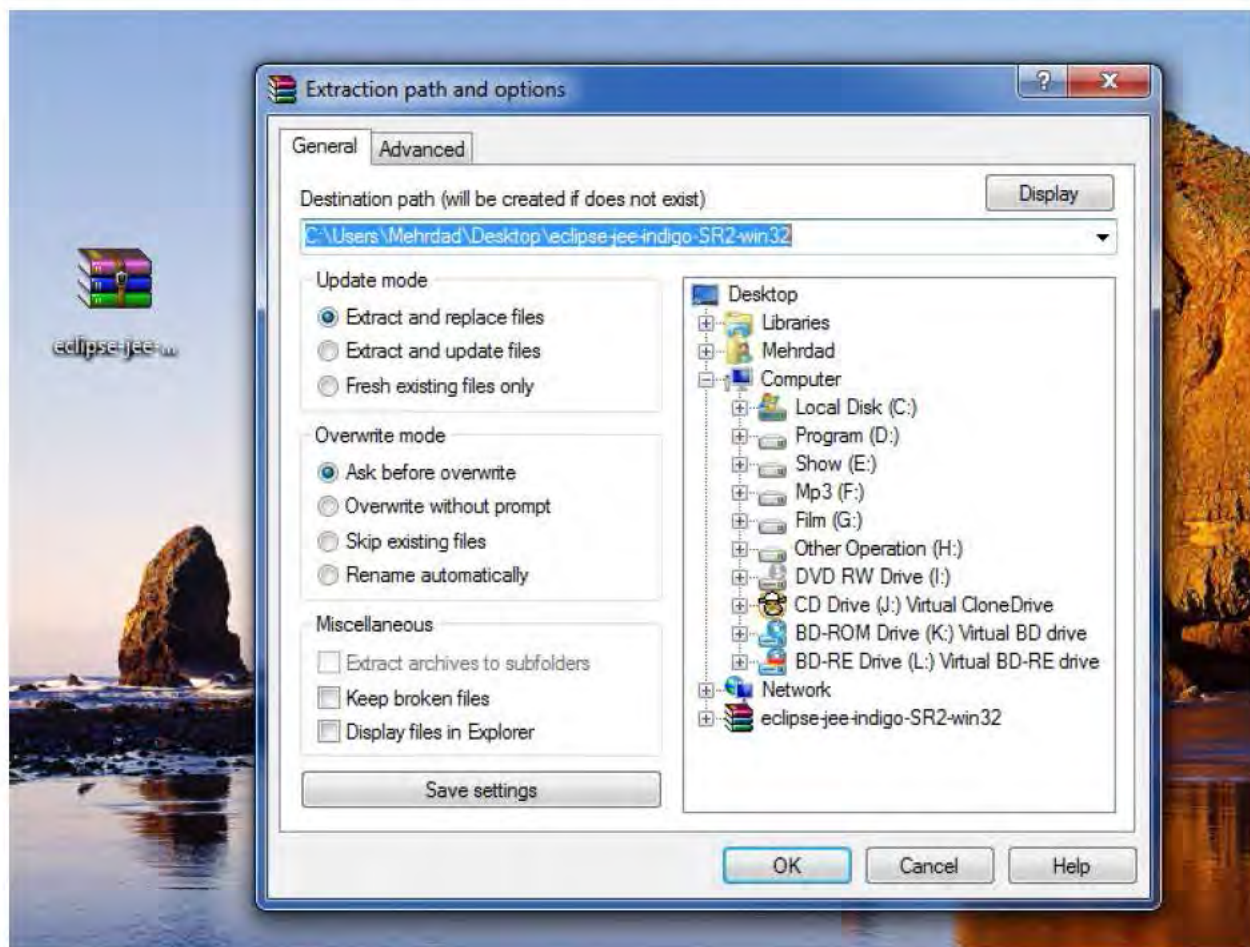 Extraction path and options
General
Advanced
Destination path (will be created if does not exist)
Display
C:\Users\Mehrdad\Desktop\eclipse-jee-indigo-SR2-win32
Update mode
Extract and replace files
Extract and update files
Fresh existing files only
Overwrite mode
Ask before overwrite
Overwrite without prompt
Skip existing files
Rename automatically
Miscellaneous
Extract archives to subfolders
Keep broken files
Display files in Explorer
Save settings
Desktop
Libraries
Mehrdad
Computer
Local Disk (C:)
Program (D:)
Show (E:)
Mp3 (F:)
Film (G:)
Other Operation (H:)
DVD RW Drive (I:)
CD Drive (J:) Virtual CloneDrive
BD-ROM Drive (K:) Virtual BD drive
BD-RE Drive (L:) Virtual BD-RE drive
Network
eclipse-jee-indigo-SR2-win32
OK
Cancel
Help
eclipse-jee-...